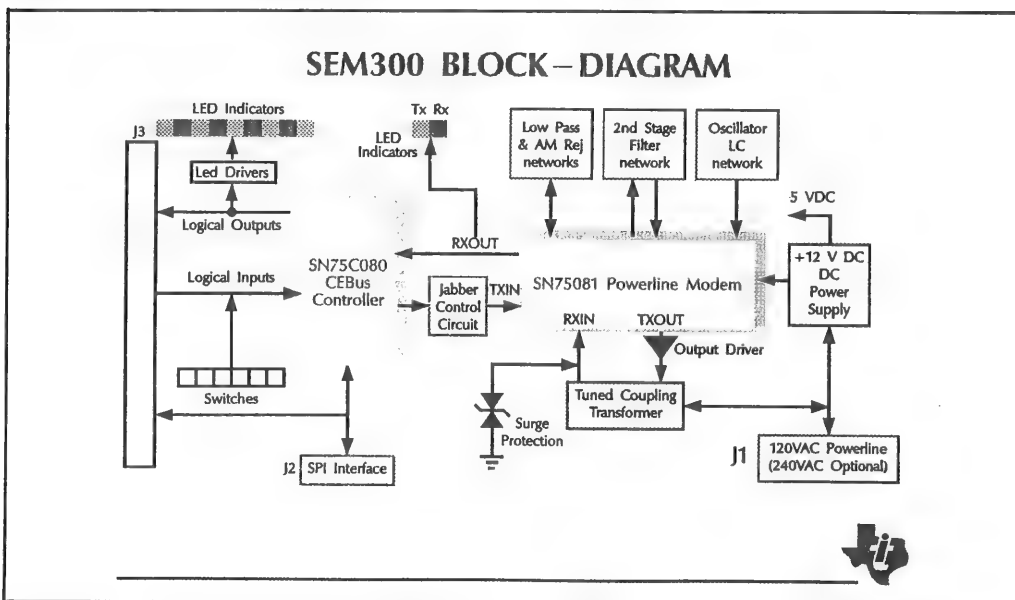 SEM300 BLOCK–DIAGRAM
LED Indicators
J3
Led Drivers
Logical Outputs
Logical Inputs
Switches
J2
SPI Interface
Tx Rx
LED
Indicators
SN75C080
CEBus
Controller
RXOUT
Jabber
Control
Circuit
TXIN
Low Pass
& AM Rej
networks
2nd Stage
Filter
network
Oscillator
LC
network
SN75081 Powerline Modem
RXIN
TXOUT
Output Driver
Tuned Coupling
Transformer
Surge
Protection
5 VDC
+12 V DC
DC
Power
Supply
J1
120VAC Powerline
(240VAC Optional)
i